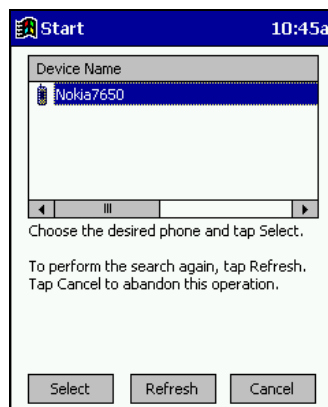 Start 10:45a
Device Name
Nokia7650
Choose the desired phone and tap Select.
To perform the search again, tap Refresh.
Tap Cancel to abandon this operation.
Select Refresh Cancel